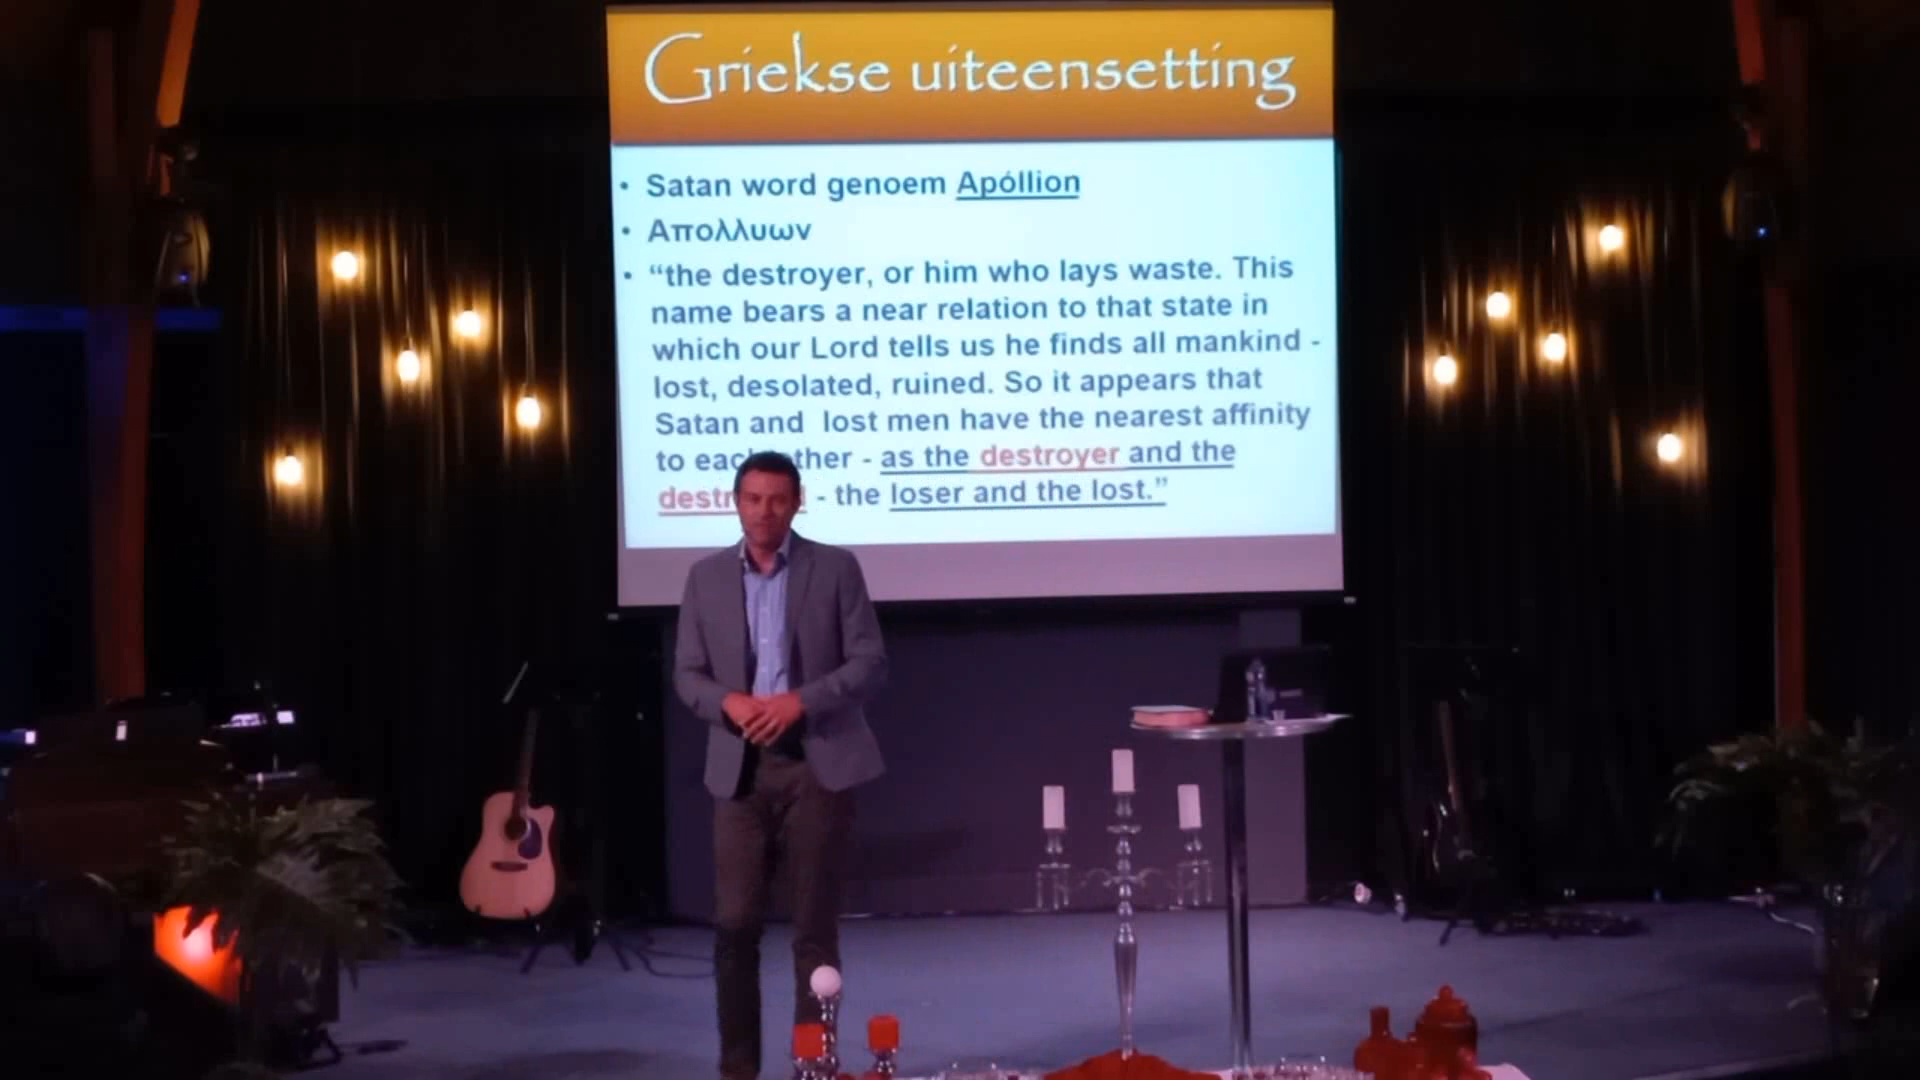 Griekse uiteensetting
• Satan word genoem Apóllion
• Απολλυων
• “the destroyer, or him who lays waste. This
name bears a near relation to that state in
which our Lord tells us he finds all mankind -
lost, desolated, ruined. So it appears that
Satan and lost men have the nearest affinity
to each other - as the destroyer and the
- the loser and the lost.”